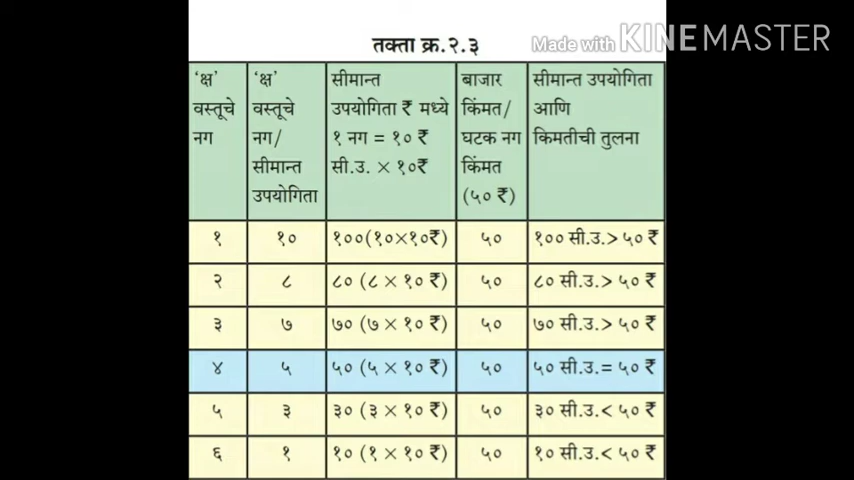 Made with KINEMASTER
तक्ता क्र.२.३
‘क्ष’ वस्तूचे नग
‘क्ष’ वस्तूचे नग/ सीमान्त उपयोगिता
सीमान्त उपयोगिता ₹ मध्ये १ नग = १० ₹ सी.उ. × १०₹
बाजार किंमत/ घटक नग किंमत (५० ₹)
सीमान्त उपयोगिता आणि किमतीची तुलना
१ १० १००(१०×१०₹) ५० १०० सी.उ.> ५० ₹
२ ८ ८० (८ × १० ₹) ५० ८० सी.उ.> ५० ₹
३ ७ ७० (७ × १० ₹) ५० ७० सी.उ.> ५० ₹
४ ५ ५० (५ × १० ₹) ५० ५० सी.उ.= ५० ₹
५ ३ ३० (३ × १० ₹) ५० ३० सी.उ.< ५० ₹
६ १ १० (१ × १० ₹) ५० १० सी.उ.< ५० ₹